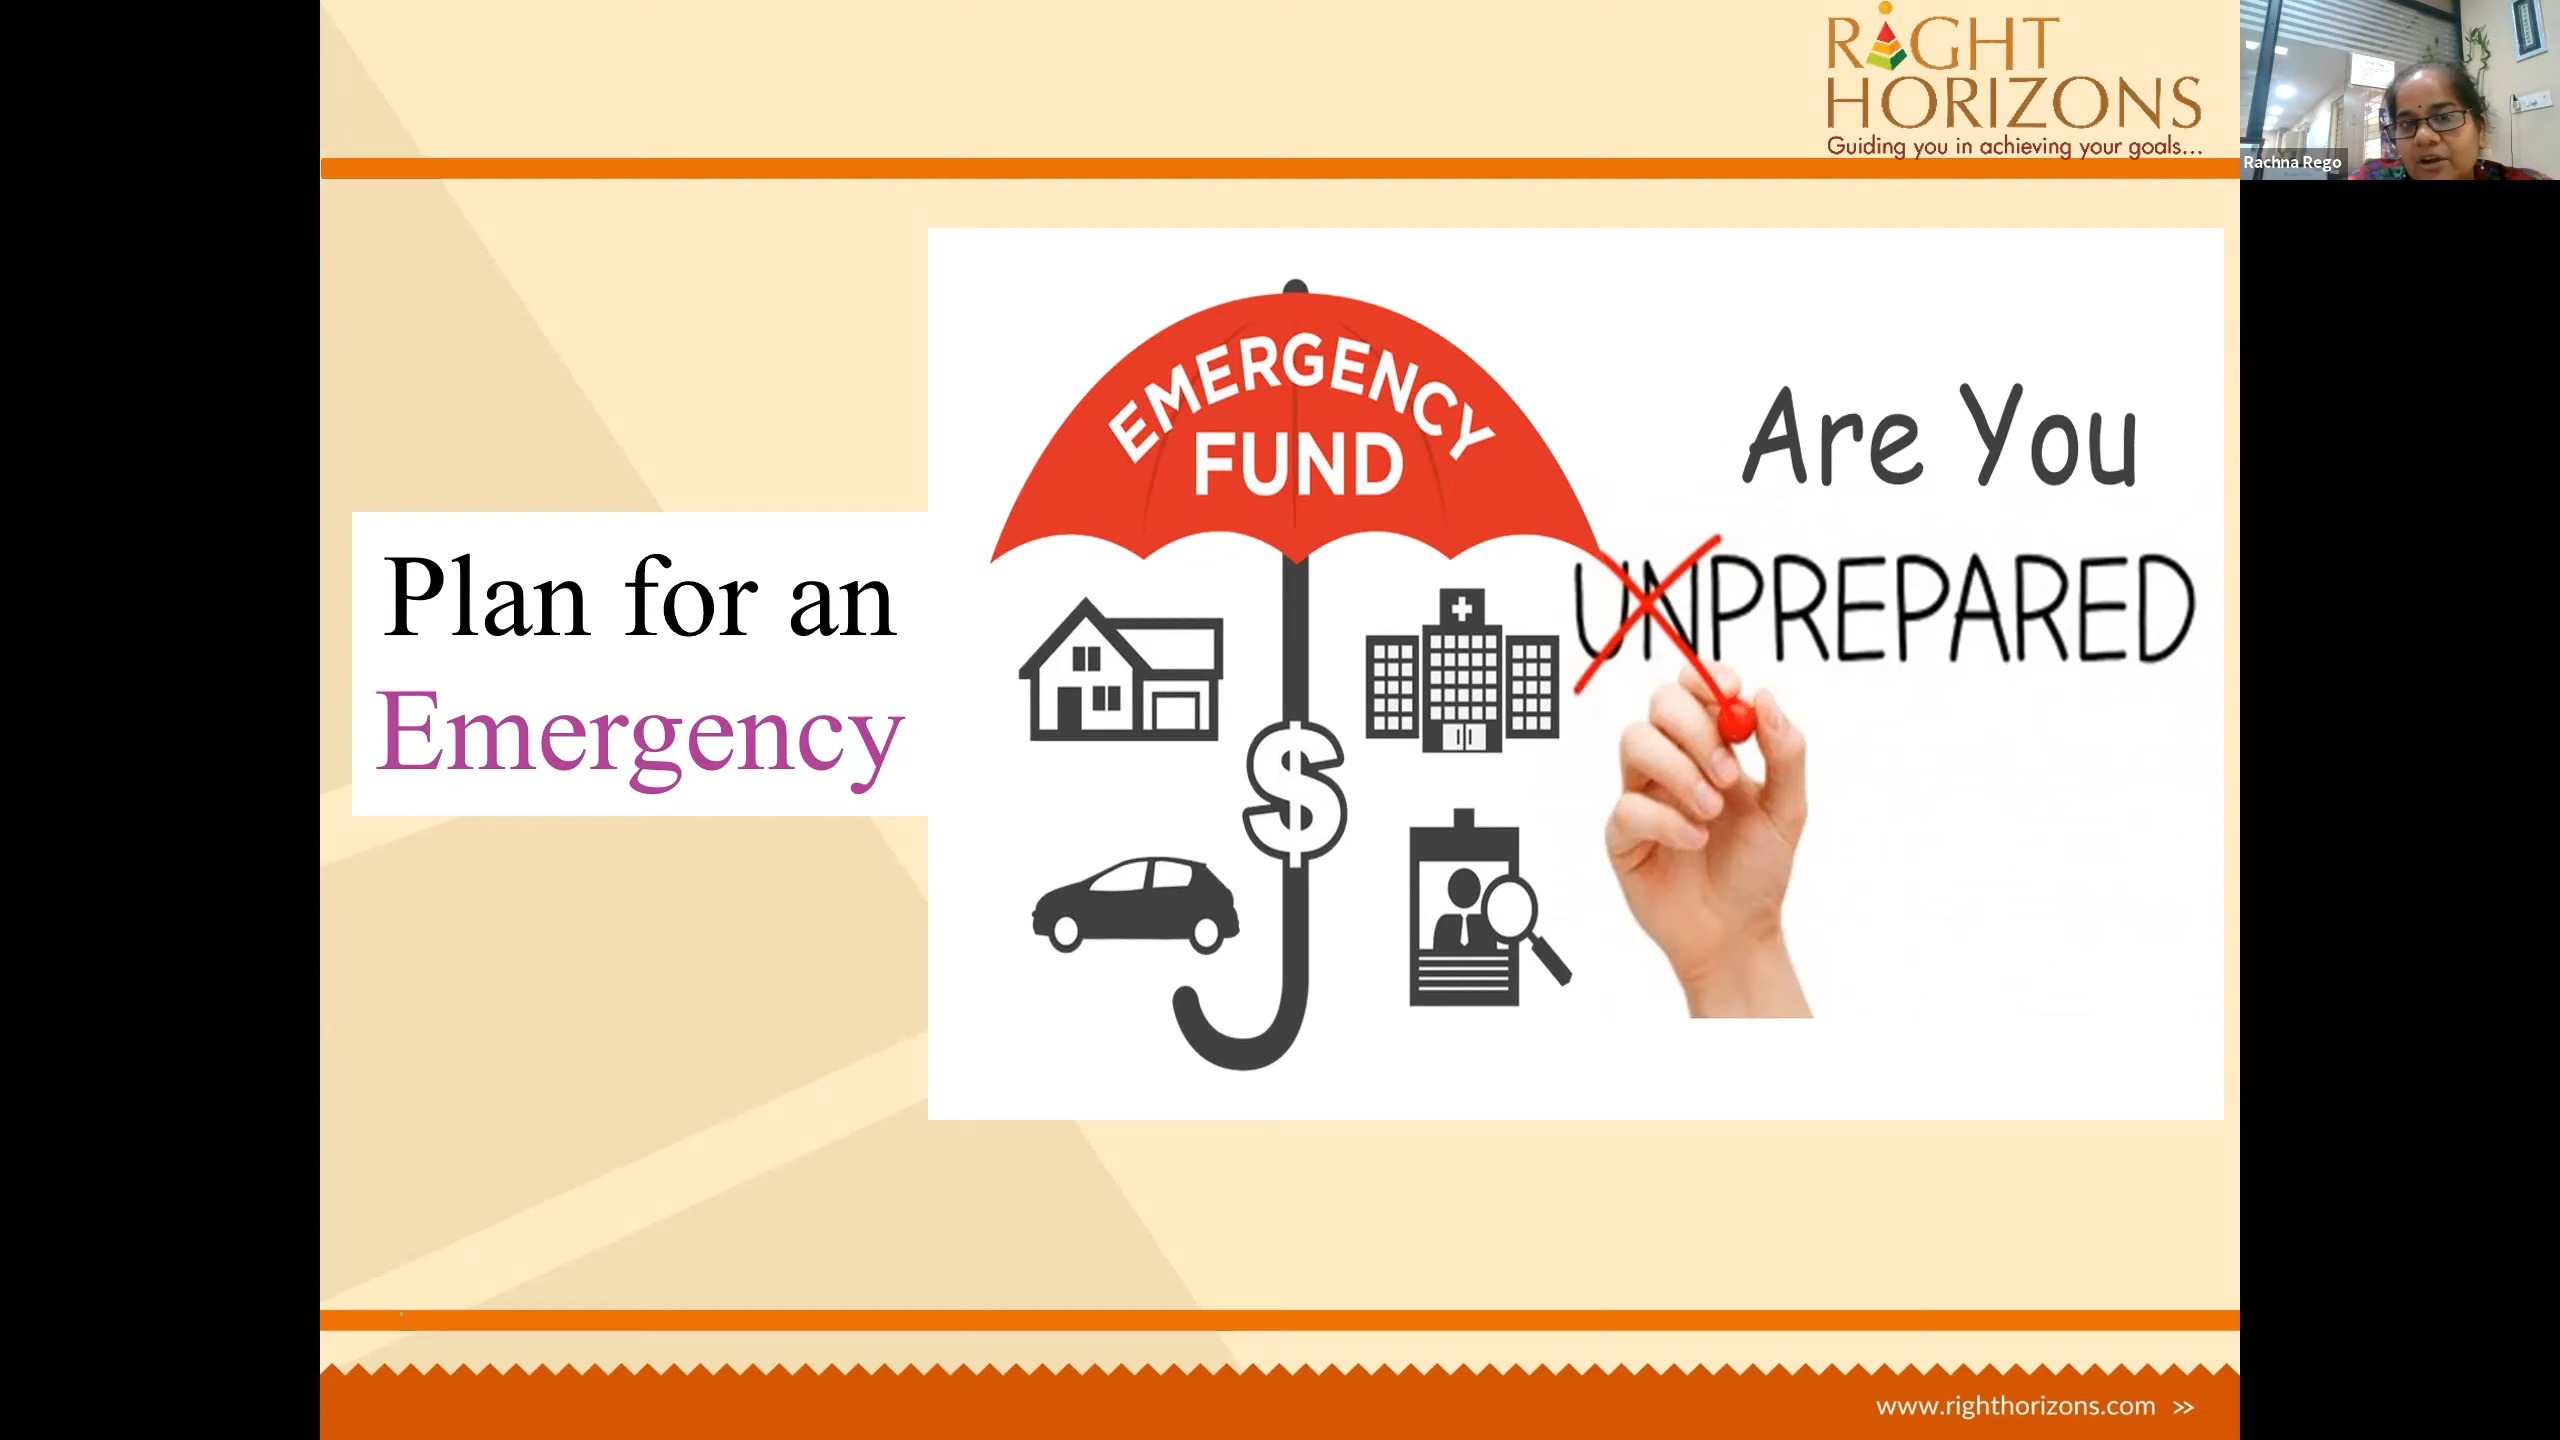 RIGHT
HORIZONS
Guiding you in achieving your goals...
Rachna Rego
EMERGENCY
FUND
$
Are You
UNPREPARED
Plan for an
Emergency
www.righthorizons.com >>